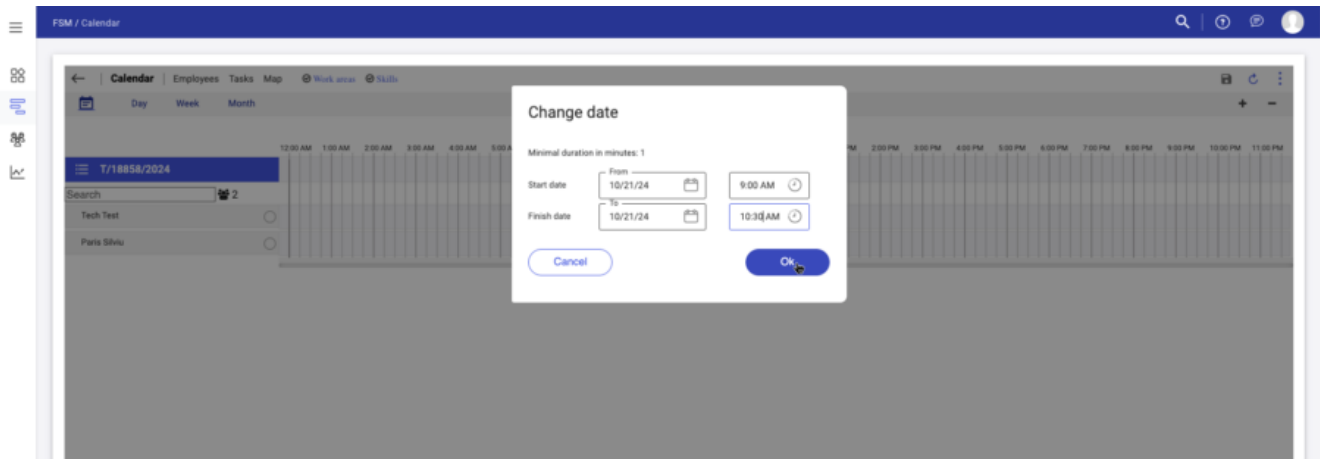 FSM / Calendar
Calendar Employees Tasks Map Work areas Skills
Day Week Month
Change date
Minimal duration in minutes: 1
12:00 AM 1:00 AM 2:00 AM 3:00 AM 4:00 AM 5:00 A
PM 2:00 PM 3:00 PM 4:00 PM 5:00 PM 6:00 PM 7:00 PM 8:00 PM 9:00 PM 10:00 PM 11:00 PM
T/18858/2024
From
Start date 10/21/24 9:00 AM
Search 2
To
Finish date 10/21/24 10:30 AM
Tech Test
Paris Silviu
Cancel Ok